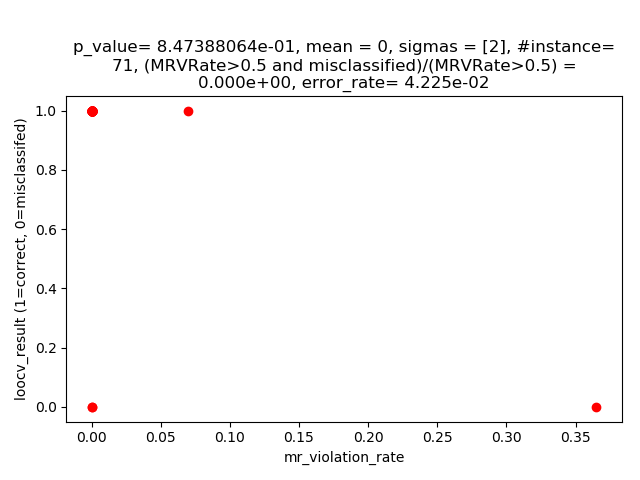 p_value= 8.47388064e-01, mean = 0, sigmas = [2], #instance=
71, (MRVRate>0.5 and misclassified)/(MRVRate>0.5) =
0.000e+00, error_rate= 4.225e-02
loocv_result (1=correct, 0=misclassifed)
1.0
0.8
0.6
0.4
0.2
0.0
0.00 0.05 0.10 0.15 0.20 0.25 0.30 0.35
mr_violation_rate